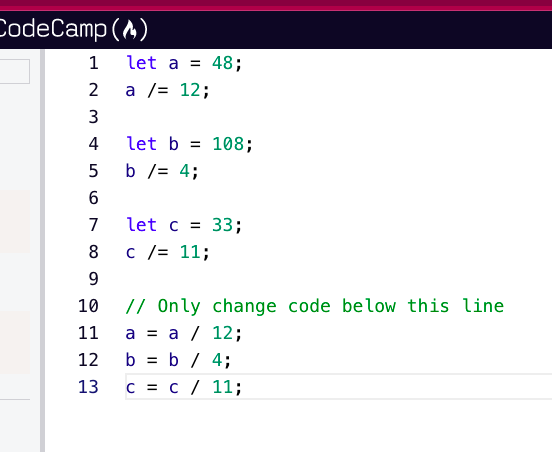 CodeCamp(🔥)
1 let a = 48;
2 a /= 12;
3
4 let b = 108;
5 b /= 4;
6
7 let c = 33;
8 c /= 11;
9
10 // Only change code below this line
11 a = a / 12;
12 b = b / 4;
13 c = c / 11;